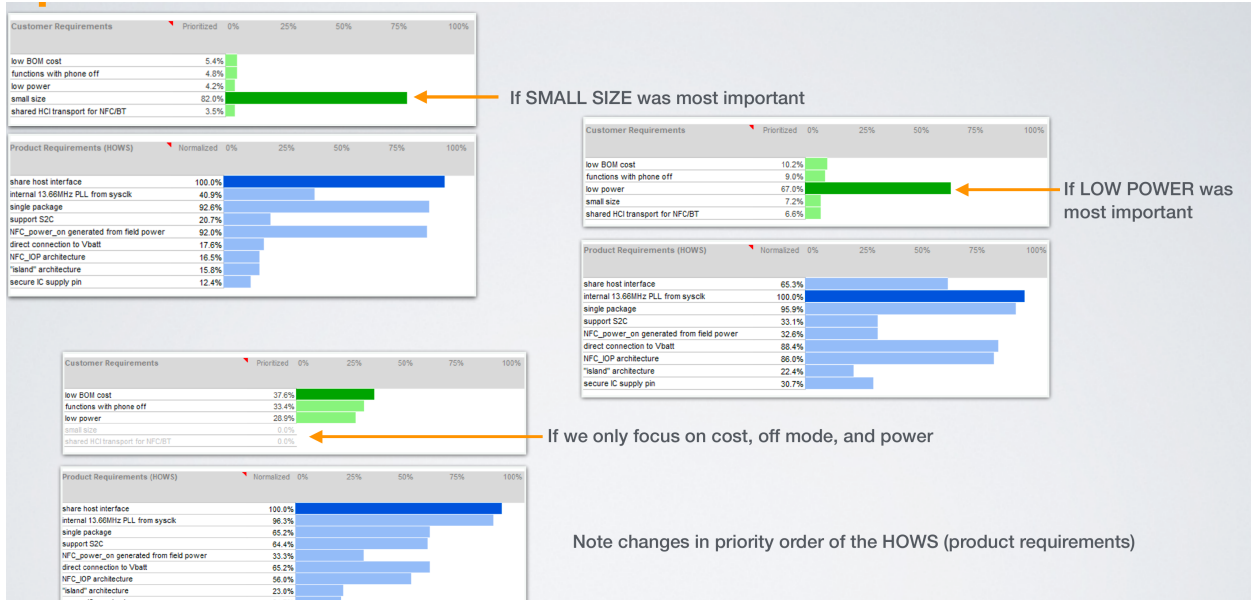 Customer Requirements Prioritized 0% 25% 50% 75% 100%
low BOM cost 5.4%
functions with phone off 4.8%
low power 4.2%
small size 82.0%
shared HCI transport for NFC/BT 3.5%
If SMALL SIZE was most important
Product Requirements (HOWS) Normalized 0% 25% 50% 75% 100%
share host interface 100.0%
internal 13.66MHz PLL from sysclk 40.9%
single package 92.6%
support S2C 20.7%
NFC_power_on generated from field power 92.0%
direct connection to Vbatt 17.6%
NFC_IOP architecture 16.5%
"island" architecture 15.8%
secure IC supply pin 12.4%
Customer Requirements Prioritized 0% 25% 50% 75% 100%
low BOM cost 10.2%
functions with phone off 9.0%
low power 67.0%
small size 7.2%
shared HCI transport for NFC/BT 6.6%
If LOW POWER was
most important
Product Requirements (HOWS) Normalized 0% 25% 50% 75% 100%
share host interface 65.3%
internal 13.66MHz PLL from sysclk 100.0%
single package 95.9%
support S2C 33.1%
NFC_power_on generated from field power 32.6%
direct connection to Vbatt 88.4%
NFC_IOP architecture 86.0%
"island" architecture 22.4%
secure IC supply pin 30.7%
Customer Requirements Prioritized 0% 25% 50% 75% 100%
low BOM cost 37.6%
functions with phone off 33.4%
low power 28.9%
small size 0.0%
shared HCI transport for NFC/BT 0.0%
If we only focus on cost, off mode, and power
Product Requirements (HOWS) Normalized 0% 25% 50% 75% 100%
share host interface 100.0%
internal 13.66MHz PLL from sysclk 96.3%
single package 65.2%
support S2C 64.4%
NFC_power_on generated from field power 33.3%
direct connection to Vbatt 65.2%
NFC_IOP architecture 56.0%
"island" architecture 23.0%
Note changes in priority order of the HOWS (product requirements)